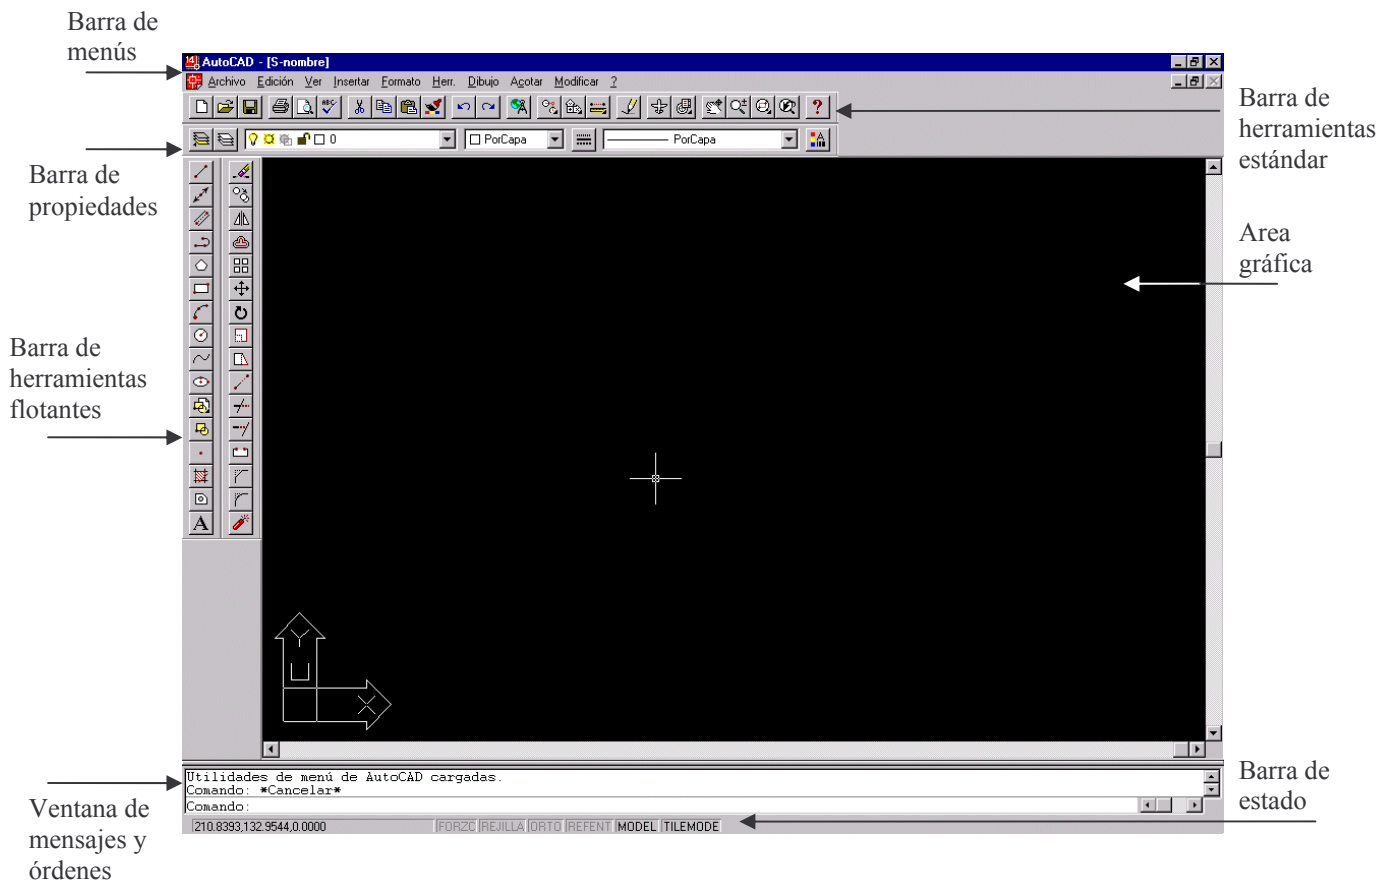 Barra de
menús
AutoCAD - [S-nombre]
Archivo Edición Ver Insertar Formato Herr. Dibujo Acotar Modificar ?
Barra de
herramientas
estándar
0 PorCapa PorCapa
Barra de
propiedades
Area
gráfica
Barra de
herramientas
flotantes
A
Y
U
X
Utilidades de menú de AutoCAD cargadas.
Comando: *Cancelar*
Comando:
Barra de
estado
Ventana de
mensajes y
órdenes
210.8393,132.9544,0.0000 FORZC REJILLA ORTO REFENT MODEL TILEMODE